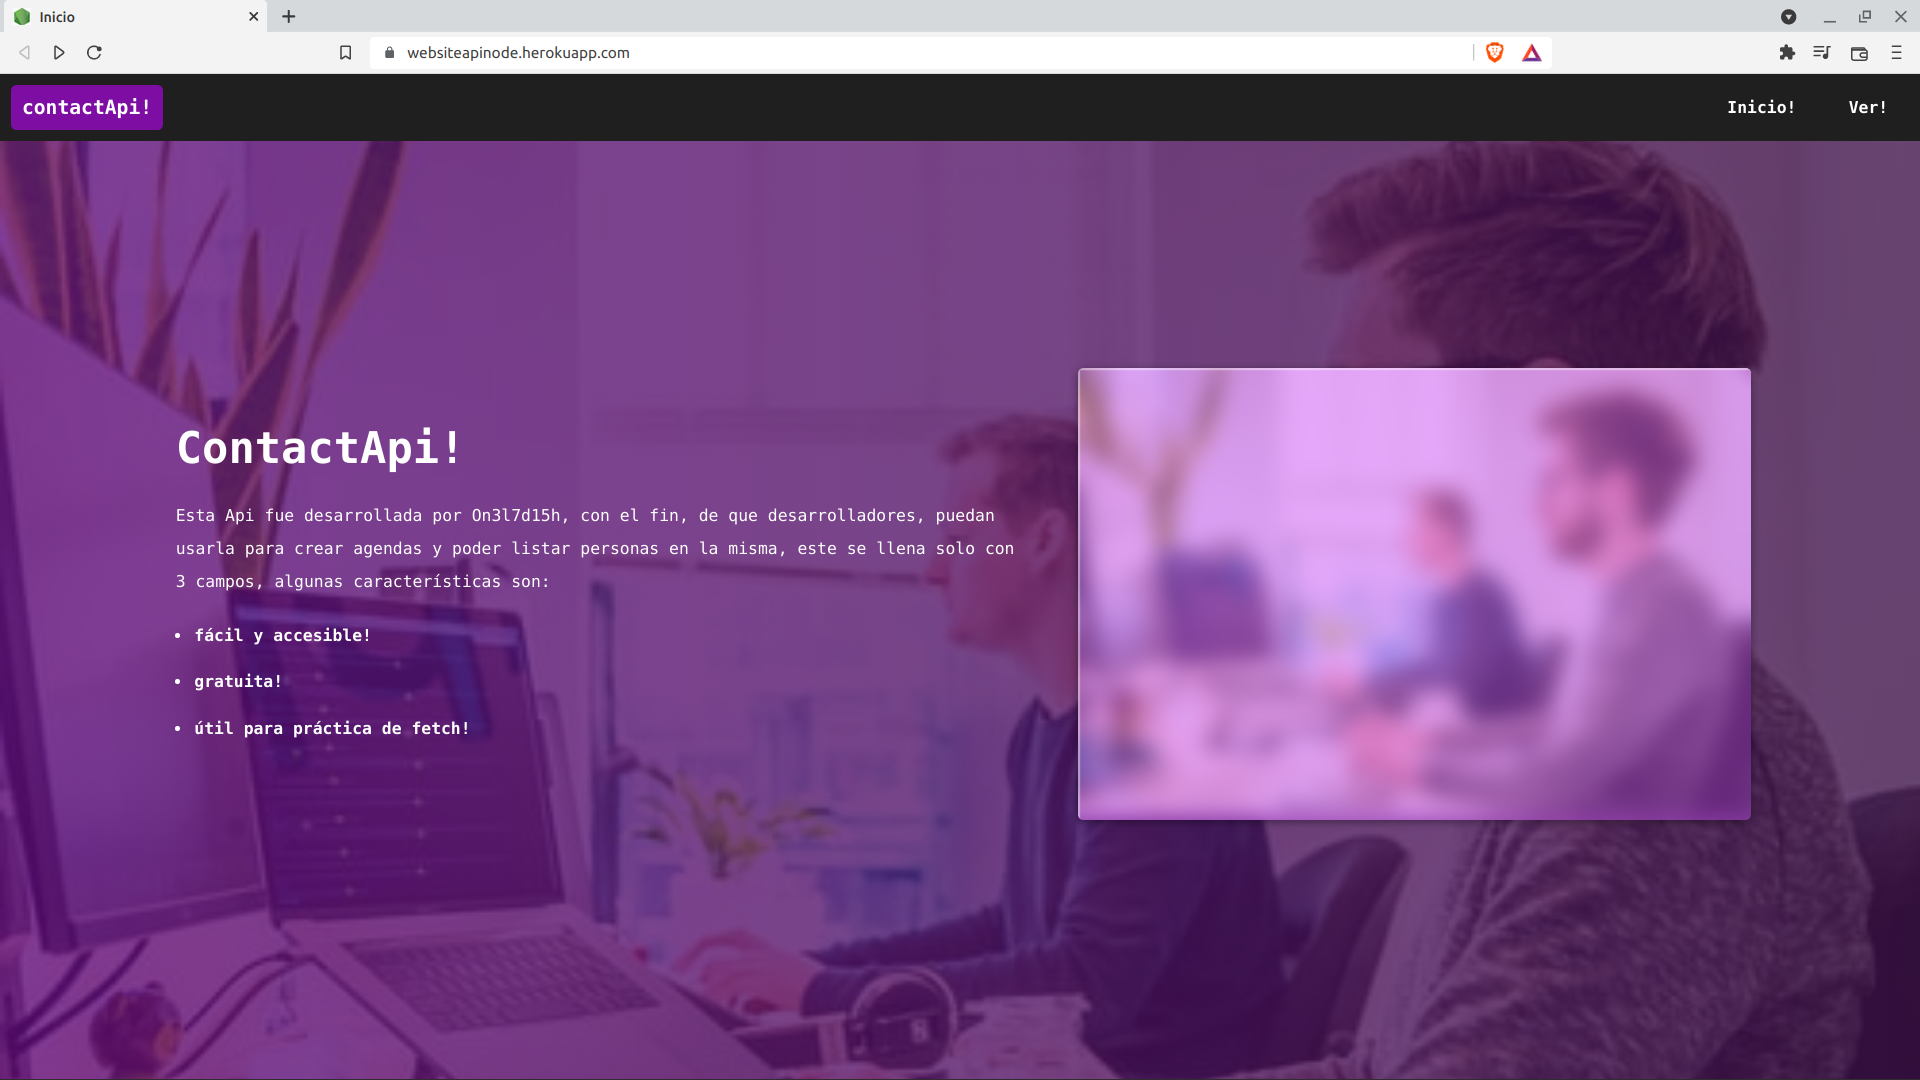 Inicio
websiteapinode.herokuapp.com
contactApi!
Inicio!
Ver!
ContactApi!
Esta Api fue desarrollada por On3l7d15h, con el fin, de que desarrolladores, puedan
usarla para crear agendas y poder listar personas en la misma, este se llena solo con
3 campos, algunas características son:
• fácil y accesible!
• gratuita!
• útil para práctica de fetch!